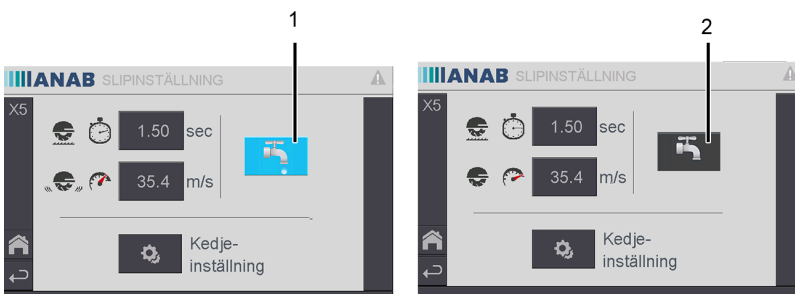 1
2
ANAB SLIPINSTÄLLNING
X5
1.50 sec
35.4 m/s
Kedje-
inställning
ANAB SLIPINSTÄLLNING
X5
1.50 sec
35.4 m/s
Kedje-
inställning